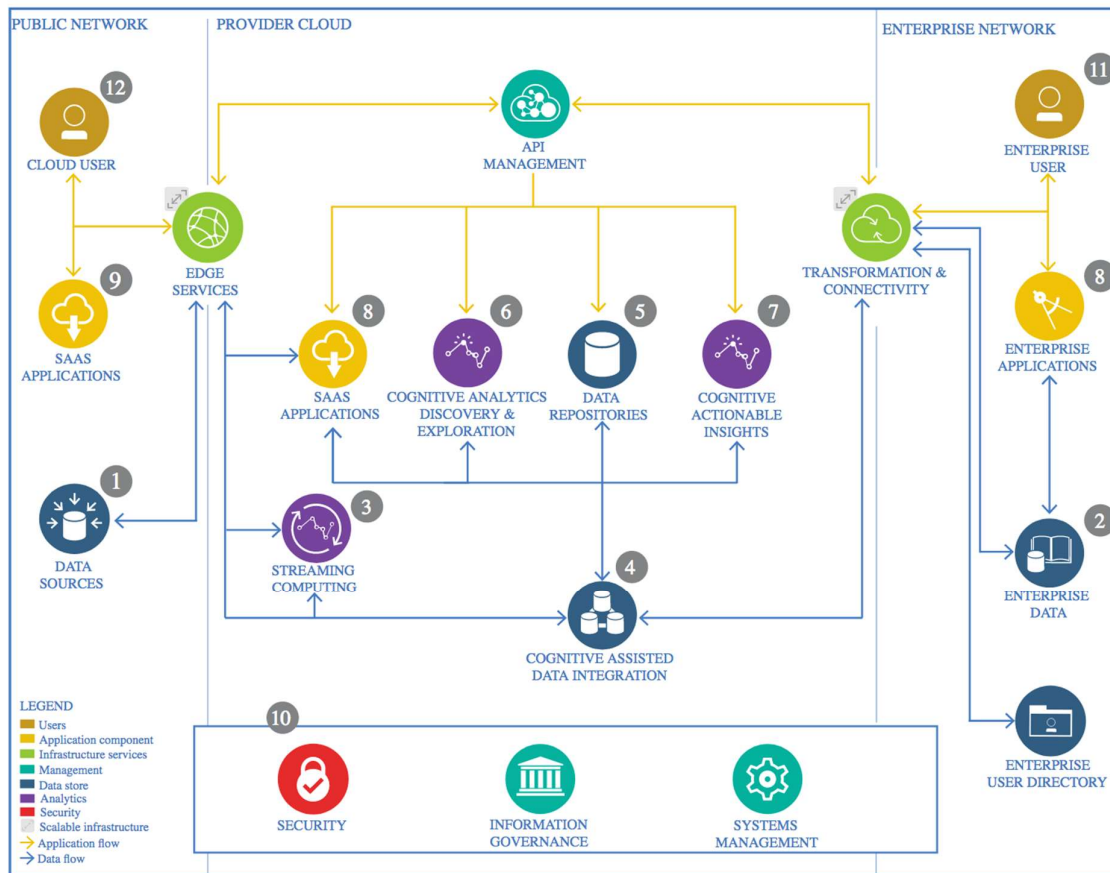 PUBLIC NETWORK
PROVIDER CLOUD
ENTERPRISE NETWORK
12
CLOUD USER
API
MANAGEMENT
11
ENTERPRISE
USER
EDGE
SERVICES
TRANSFORMATION &
CONNECTIVITY
9
SAAS
APPLICATIONS
8
SAAS
APPLICATIONS
6
COGNITIVE ANALYTICS
DISCOVERY &
EXPLORATION
5
DATA
REPOSITORIES
7
COGNITIVE
ACTIONABLE
INSIGHTS
8
ENTERPRISE
APPLICATIONS
1
DATA
SOURCES
3
STREAMING
COMPUTING
4
COGNITIVE ASSISTED
DATA INTEGRATION
2
ENTERPRISE
DATA
ENTERPRISE
USER DIRECTORY
LEGEND
Users
Application component
Infrastructure services
Management
Data store
Analytics
Security
Scalable infrastructure
Application flow
Data flow
10
SECURITY
INFORMATION
GOVERNANCE
SYSTEMS
MANAGEMENT